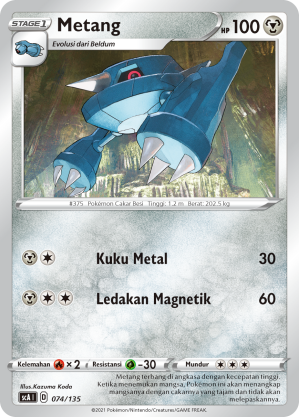 STAGE1 Metang HP 100
Evolusi dari Beldum
#375 Pokémon Cakar Besi Tinggi: 1.2 m Berat: 202.5 kg
Kuku Metal 30
Ledakan Magnetik 60
Kelemahan × 2 Resistensi -30 Mundur
Illus. Kazuma Koda
Metang terbang di angkasa dengan kecepatan tinggi.
Ketika menemukan mangsa, Pokémon ini akan menangkap
mangsanya dengan cakarnya yang tajam dan tidak akan
melepaskannya.
scA I D 074/135
©2021 Pokémon/Nintendo/Creatures/GAME FREAK.